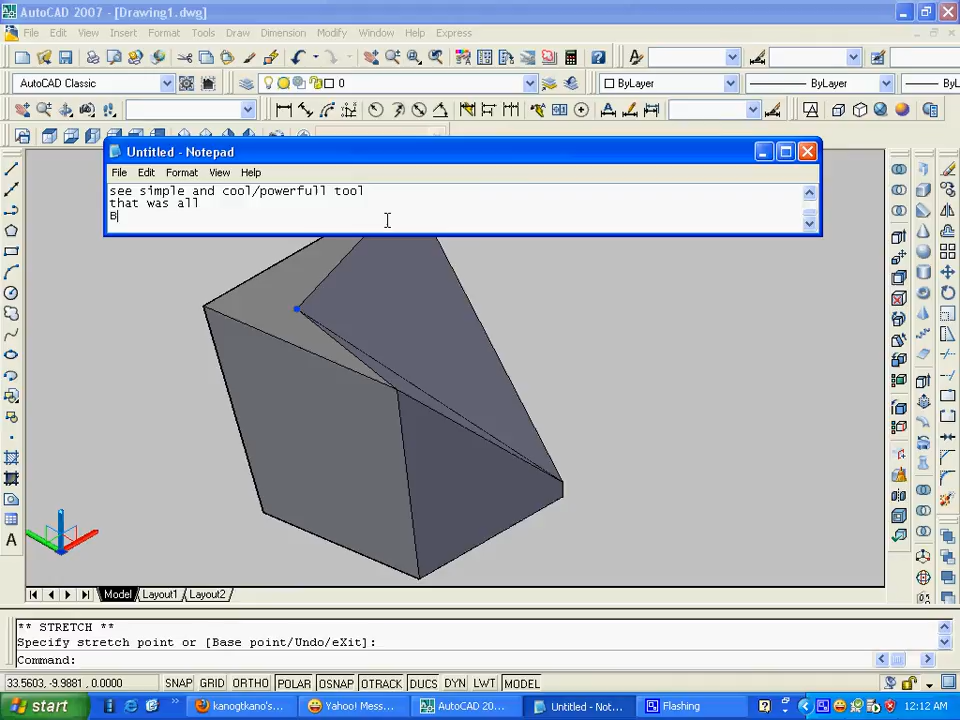 AutoCAD 2007 - [Drawing1.dwg]
File Edit View Insert Format Tools Draw Dimension Modify Window Help Express
AutoCAD Classic
0
ByLayer
ByLayer
ByL
Untitled - Notepad
File Edit Format View Help
see simple and cool/powerfull tool
that was all
B
A
Model Layout1 Layout2
** STRETCH **
Specify stretch point or [Base point/Undo/eXit]:
Command:
33.5603, -9.9881, 0.0000 SNAP GRID ORTHO POLAR OSNAP OTRACK DUCS DYN LWT MODEL
start kanogtkano's... Yahoo! Mess... AutoCAD 20... Untitled - Not... Flashing 12:12 AM